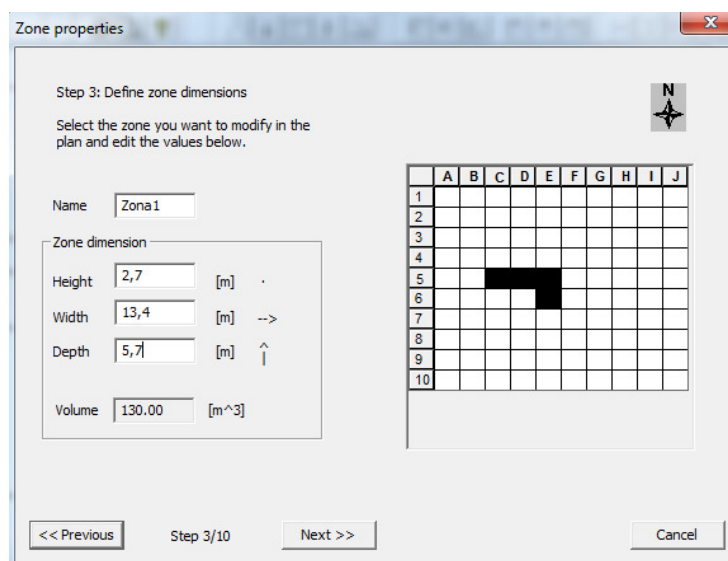 Zone properties
Step 3: Define zone dimensions
N
Select the zone you want to modify in the
plan and edit the values below.
A B C D E F G H I J
1
2
3
4
5
6
7
8
9
10
Name Zona1
Zone dimension
Height 2,7 [m] .
Width 13,4 [m] -->
Depth 5,7 [m] ^
|
Volume 130.00 [m^3]
<< Previous Step 3/10 Next >> Cancel